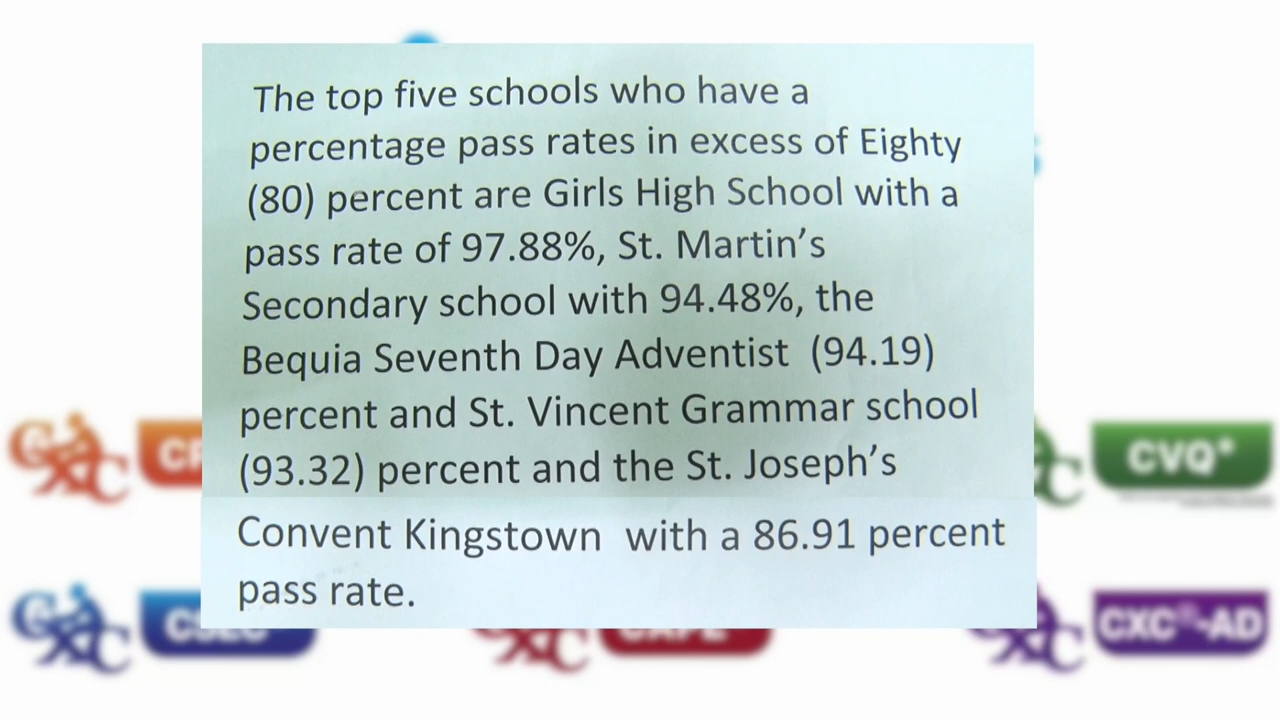 The top five schools who have a
percentage pass rates in excess of Eighty
(80) percent are Girls High School with a
pass rate of 97.88%, St. Martin’s
Secondary school with 94.48%, the
Bequia Seventh Day Adventist (94.19)
percent and St. Vincent Grammar school
(93.32) percent and the St. Joseph’s
Convent Kingstown with a 86.91 percent
pass rate.
CVQ*
CSEC
CAPE
CXC®-AD